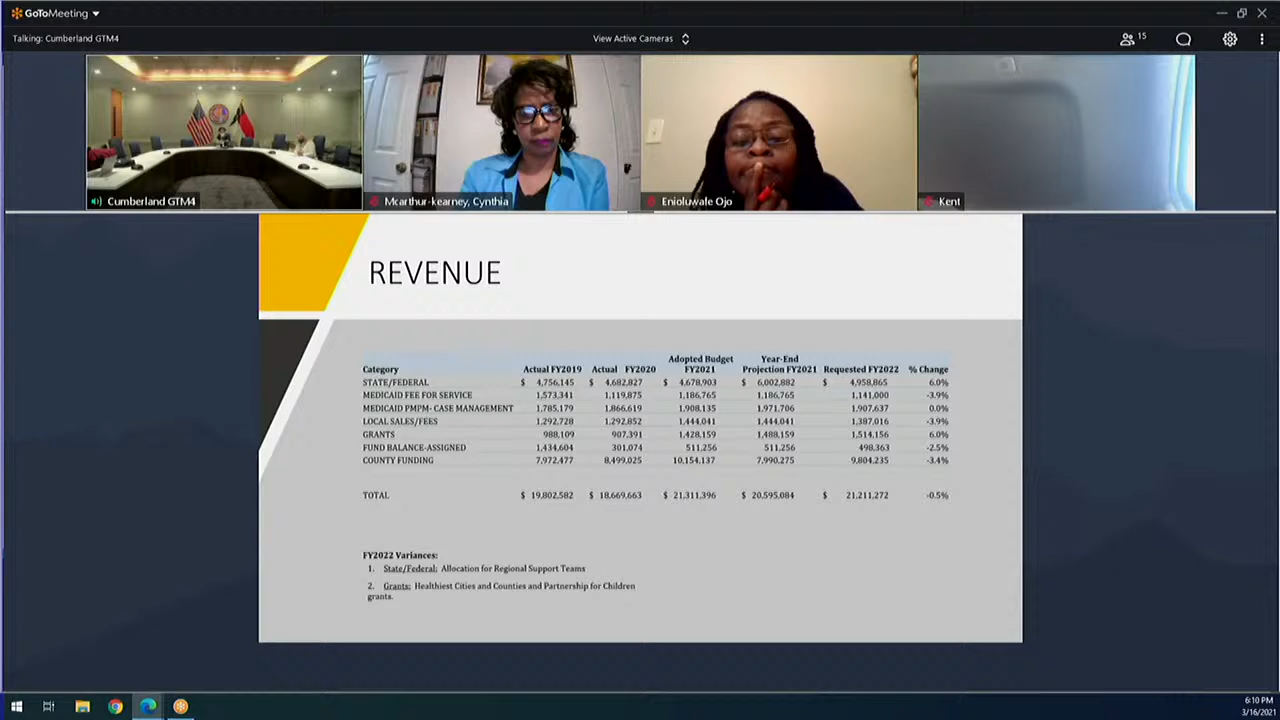 GoToMeeting
Talking: Cumberland GTM4
View Active Cameras
15
Cumberland GTM4
Mcarthur-kearney, Cynthia
Enioluwale Ojo
Kent
REVENUE
Category Actual FY2019 Actual FY2020 Adopted Budget FY2021 Year-End Projection FY2021 Requested FY2022 % Change
STATE/FEDERAL $ 4,756,145 $ 4,682,827 $ 4,678,903 $ 6,002,882 $ 4,958,865 6.0%
MEDICAID FEE FOR SERVICE 1,573,341 1,119,875 1,186,765 1,186,765 1,141,000 -3.9%
MEDICAID PMPM- CASE MANAGEMENT 1,785,179 1,866,619 1,908,135 1,971,706 1,907,637 0.0%
LOCAL SALES/FEES 1,292,728 1,292,852 1,444,041 1,444,041 1,387,016 -3.9%
GRANTS 988,109 907,391 1,428,159 1,488,159 1,514,156 6.0%
FUND BALANCE-ASSIGNED 1,434,604 301,074 511,256 511,256 498,363 -2.5%
COUNTY FUNDING 7,972,477 8,499,025 10,154,137 7,990,275 9,804,235 -3.4%
TOTAL $ 19,802,582 $ 18,669,663 $ 21,311,396 $ 20,595,084 $ 21,211,272 -0.5%
FY2022 Variances:
1. State/Federal: Allocation for Regional Support Teams
2. Grants: Healthiest Cities and Counties and Partnership for Children
grants.
6:10 PM
3/16/2021